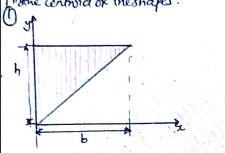 the centroid of the shapes.
①
y
h
b
x